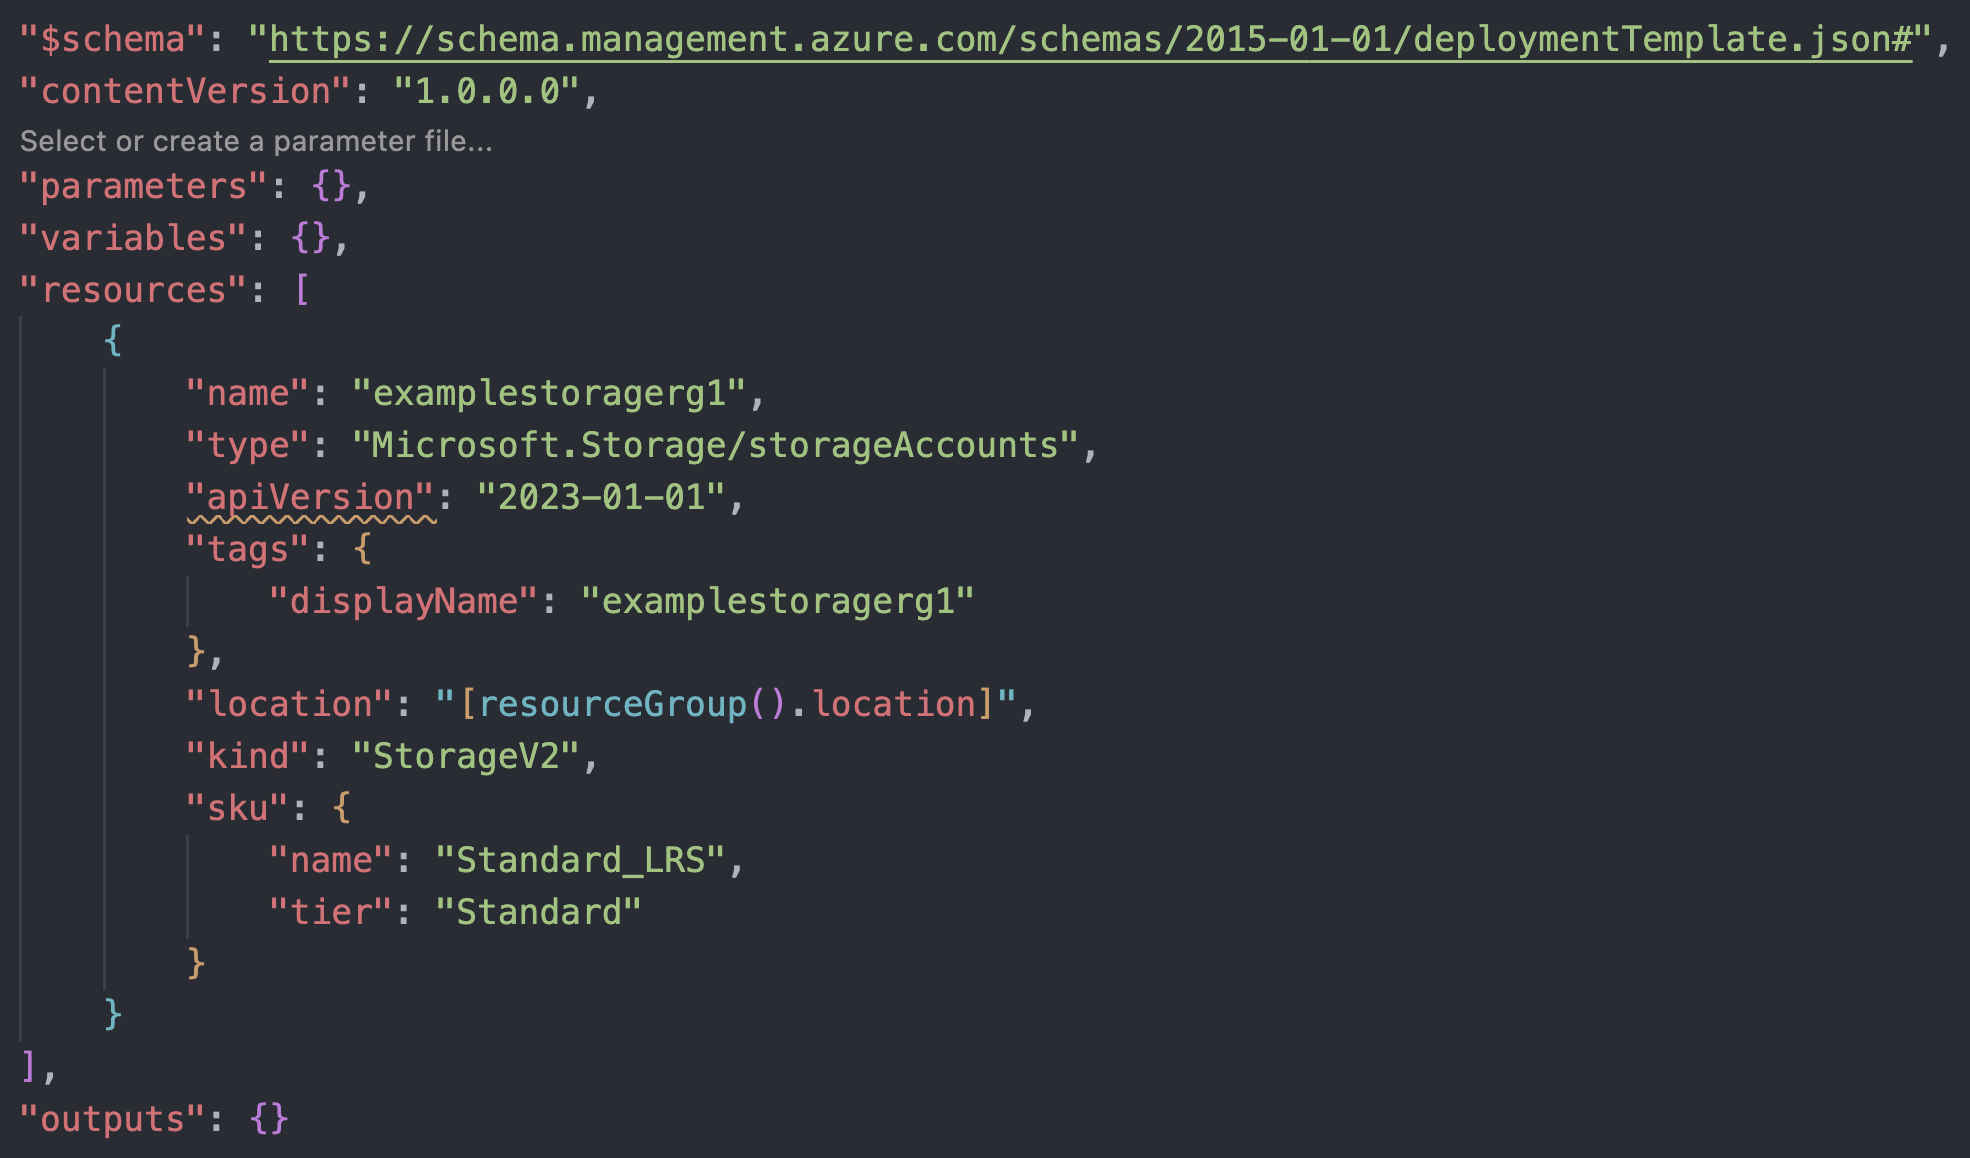 "$schema": "https://schema.management.azure.com/schemas/2015-01-01/deploymentTemplate.json#",
"contentVersion": "1.0.0.0",
Select or create a parameter file...
"parameters": {},
"variables": {},
"resources": [
{
"name": "examplestoragerg1",
"type": "Microsoft.Storage/storageAccounts",
"apiVersion": "2023-01-01",
"tags": {
"displayName": "examplestoragerg1"
},
"location": "[resourceGroup().location]",
"kind": "StorageV2",
"sku": {
"name": "Standard_LRS",
"tier": "Standard"
}
}
],
"outputs": {}